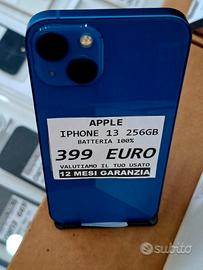 APPLE
IPHONE 13 256GB
BATTERIA 100%
399 EURO
VALUTIAMO IL TUO USATO
12 MESI GARANZIA
subito